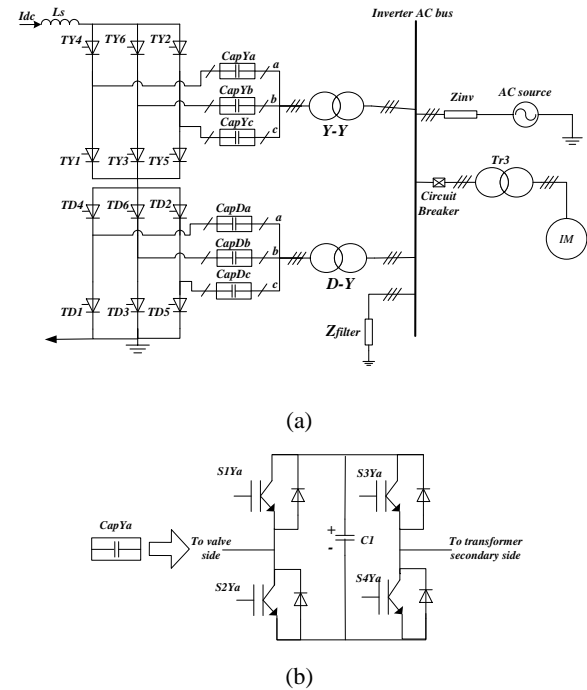 Idc
Ls
Inverter AC bus
TY4
TY6
TY2
CapYa
a
CapYb
b
CapYc
c
Y-Y
Zinv
AC source
TY1
TY3
TY5
Tr3
Circuit
Breaker
IM
TD4
TD6
TD2
CapDa
a
CapDb
b
CapDc
c
D-Y
TD1
TD3
TD5
Zfilter
(a)
S1Ya
S3Ya
CapYa
To valve
side
+
-
C1
To transformer
secondary side
S2Ya
S4Ya
(b)